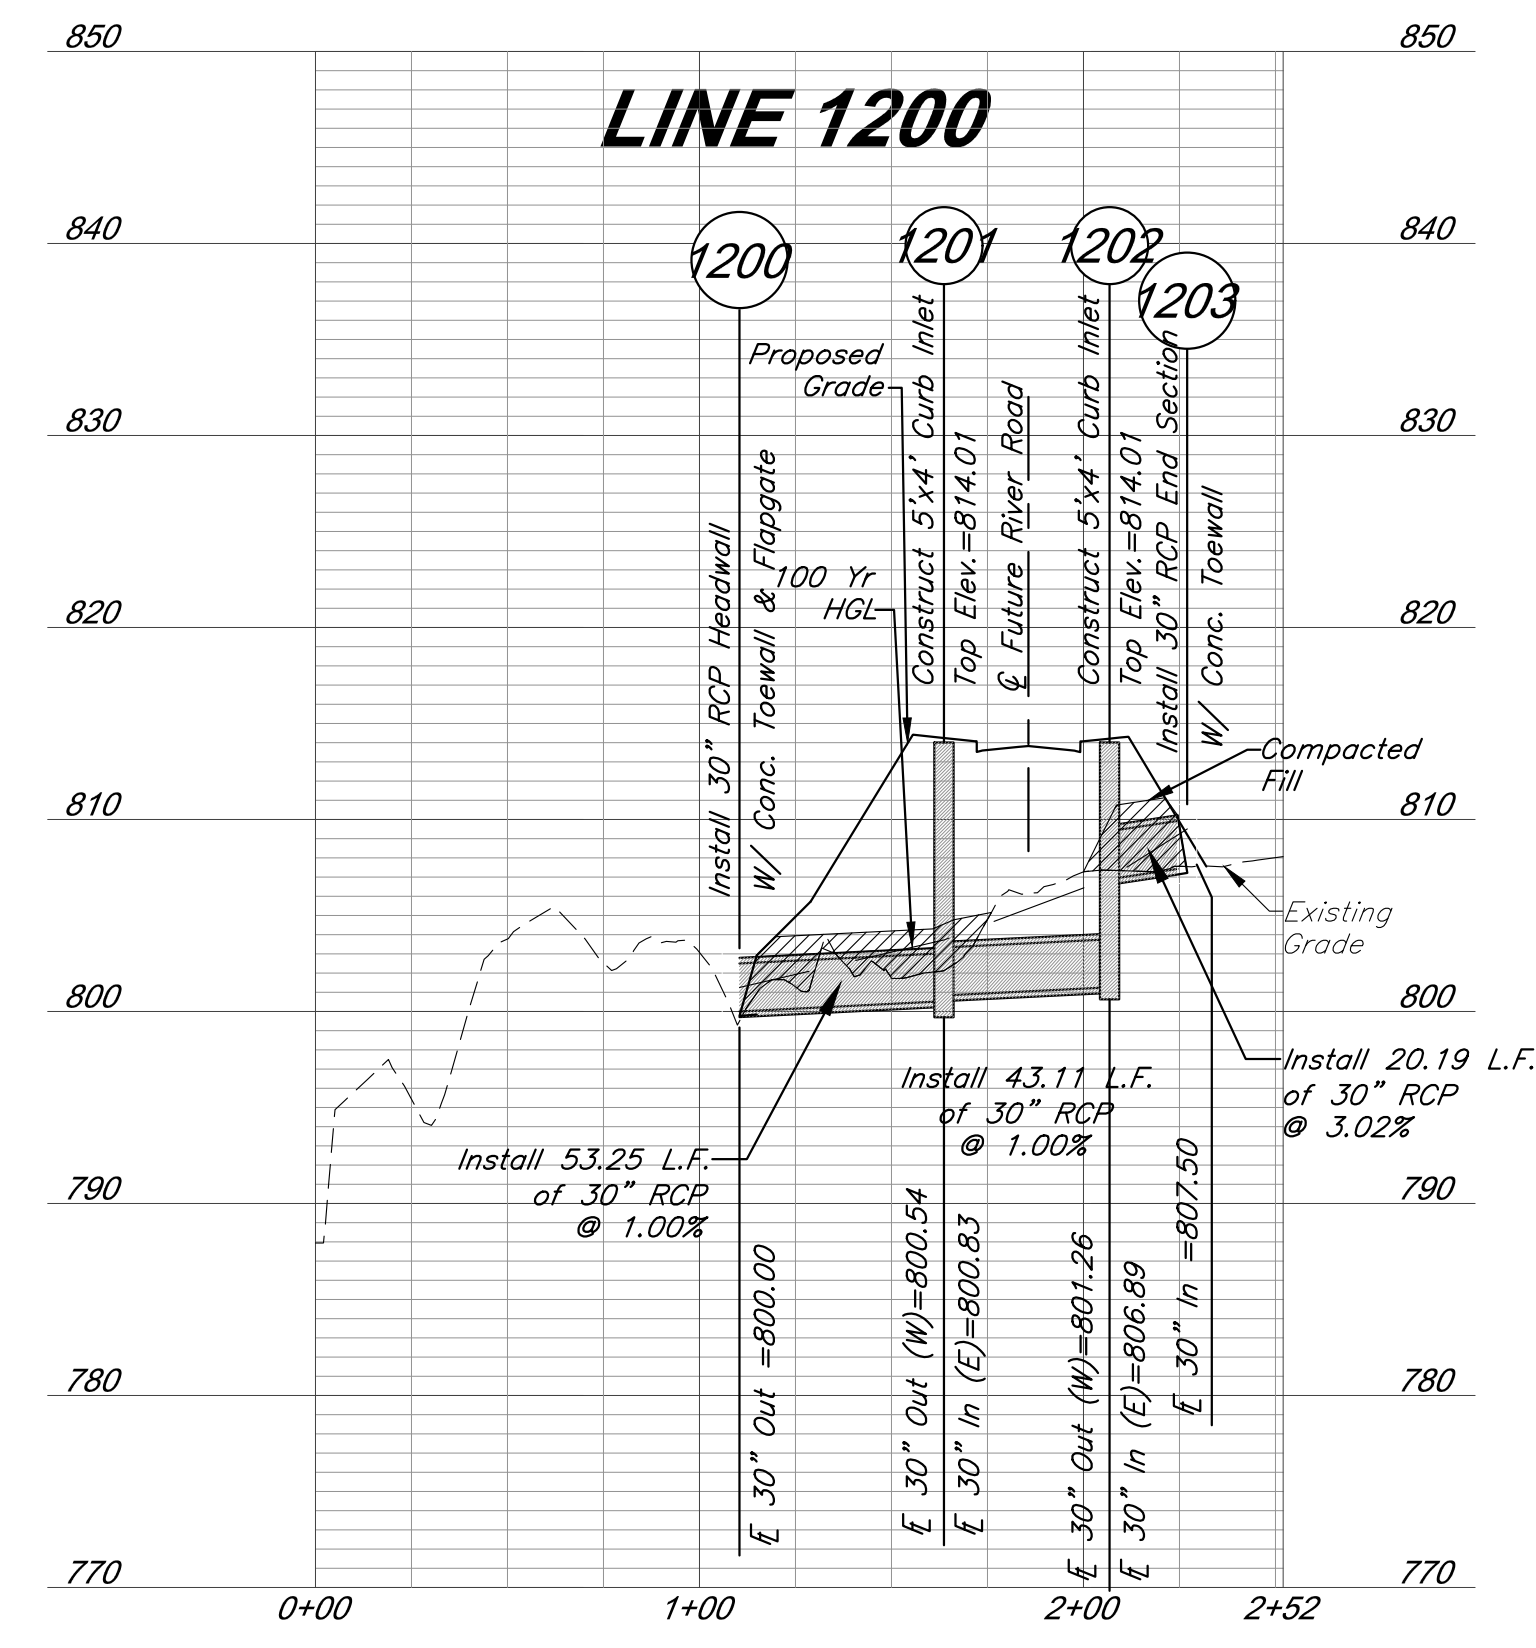 LINE 1200
850
850
840
840
830
830
820
820
810
810
800
800
790
790
780
780
770
770
1200
1201
1202
1203
Install 30" RCP Headwall
W/ Conc. Toewall & Flapgate
Proposed
Grade
100 Yr
HGL
Construct 5'x4' Curb Inlet
Top Elev.=814.01
℄ Future River Road
Construct 5'x4' Curb Inlet
Top Elev.=814.01
Install 30" RCP End Section
W/ Conc. Toewall
Compacted
Fill
Existing
Grade
Install 53.25 L.F.
of 30" RCP
@ 1.00%
Install 43.11 L.F.
of 30" RCP
@ 1.00%
Install 20.19 L.F.
of 30" RCP
@ 3.02%
FL 30" Out =800.00
FL 30" Out (W)=800.54
FL 30" In (E)=800.83
FL 30" Out (W)=801.26
FL 30" In (E)=806.89
FL 30" In =807.50
0+00
1+00
2+00
2+52